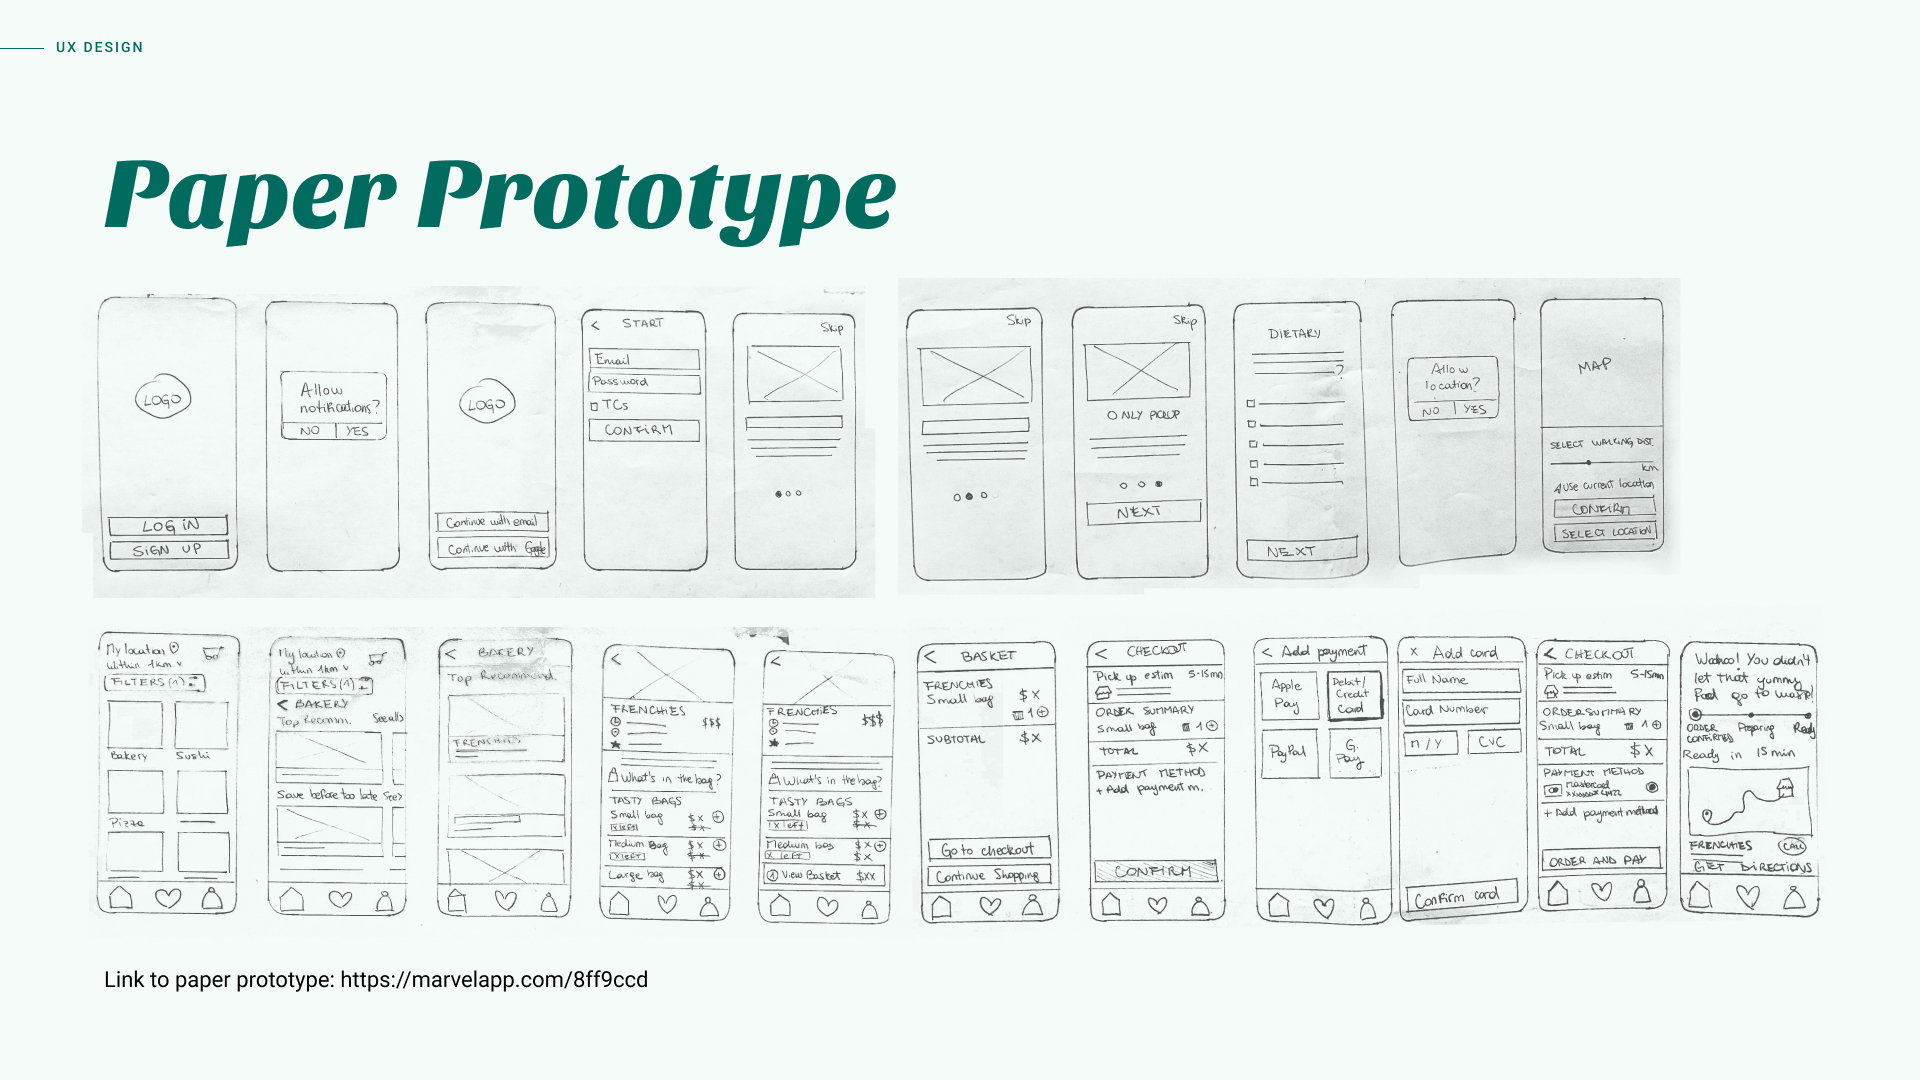 UX DESIGN
Paper Prototype
LOGO
LOG iN
SiGN UP
Allow
notifications?
NO YES
LOGO
Continue with email
Continue with Google
< START
Email
Password
TCs
CONFiRM
Skip
Skip
Skip
ONLY PICKUP
NEXT
DIETARY
?
NEXT
Allow
location?
NO YES
MAP
SELECT WALKING DIST.
km
Use current location
CONFiRM
SELECT LOCATION
My location
Within 1km v
FILTERS (1)
Bakery Sushi
Pizza
My location
Within 1km v
FILTERS (1)
< BAKERY
Top Recomm. See all>
Save before too late See>
< BAKERY
Top Recommend.
FRENCHIES
<
FRENCHIES
$$$
What's in the bag?
TASTY BAGS
Small bag $x +
x left $x
Medium Bag $x +
x left $x
Large bag $x +
$x
<
FRENCHIES
$$$
What's in the bag?
TASTY BAGS
Small bag $x +
1x left $x
Medium bag $x +
x left $x
1 View Basket $xx
< BASKET
FRENCHIES
Small bag $x
1 +
SUBTOTAL $x
Go to checkout
Continue Shopping
< CHECKOUT
Pick up estim 5-15mn
ORDER SUMMARY
Small bag 1 +
TOTAL $x
PAYMENT METHOD
+ Add payment m.
CONFIRM
< Add payment
Apple
Pay
Debit/
Credit
Card
PayPal
G.
Pay
x Add card
Full Name
Card Number
M / Y CVC
Confirm card
< CHECKOUT
Pick up estim 5-15mn
ORDER SUMMARY
Small bag 1 +
TOTAL $x
PAYMENT METHOD
Mastercard
+ Add payment method
ORDER AND PAY
Wohoo! You didn't
let that yummy
Food go to waste!
ORDER
CONFIRMED Preparing Ready
Ready in 15 min
FRENCHIES Call
GET DiRECTIONS
Link to paper prototype: https://marvelapp.com/8ff9ccd